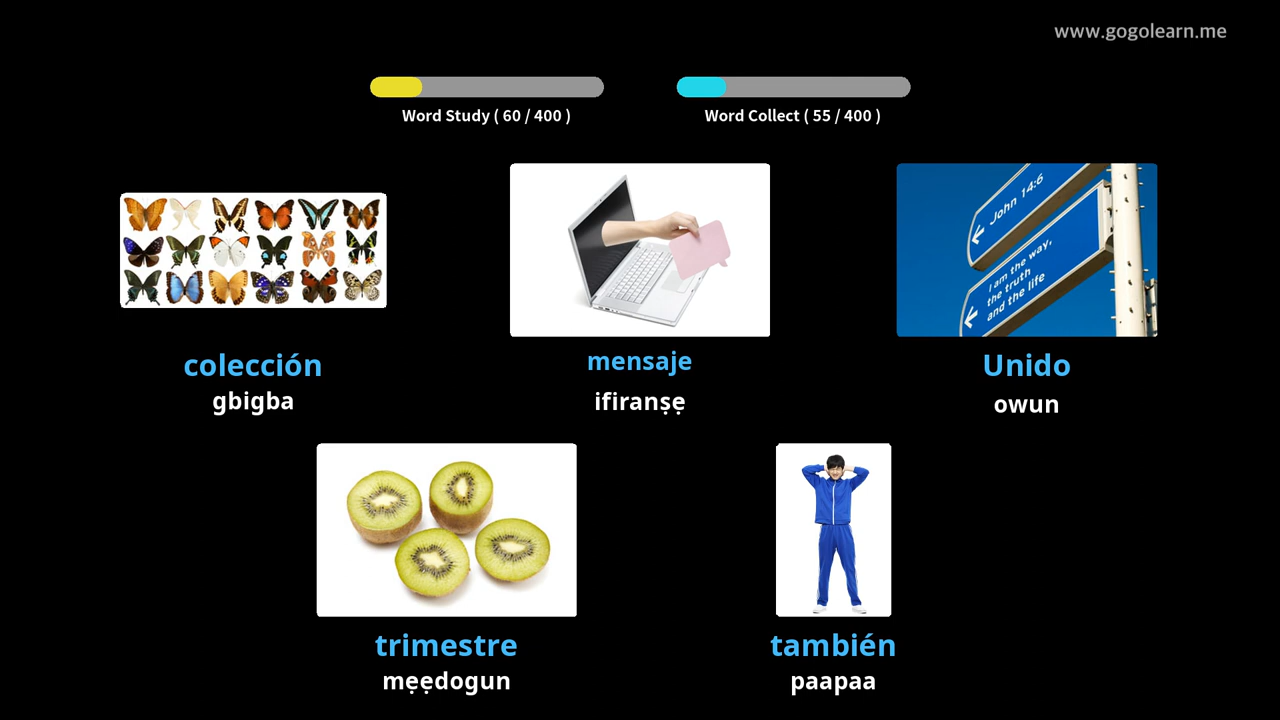 www.gogolearn.me
Word Study ( 60 / 400 )
Word Collect ( 55 / 400 )
John 14:6
I am the way,
the truth
and the life
colección
gbigba
mensaje
ifiranṣẹ
Unido
owun
trimestre
mẹẹdogun
también
paapaa